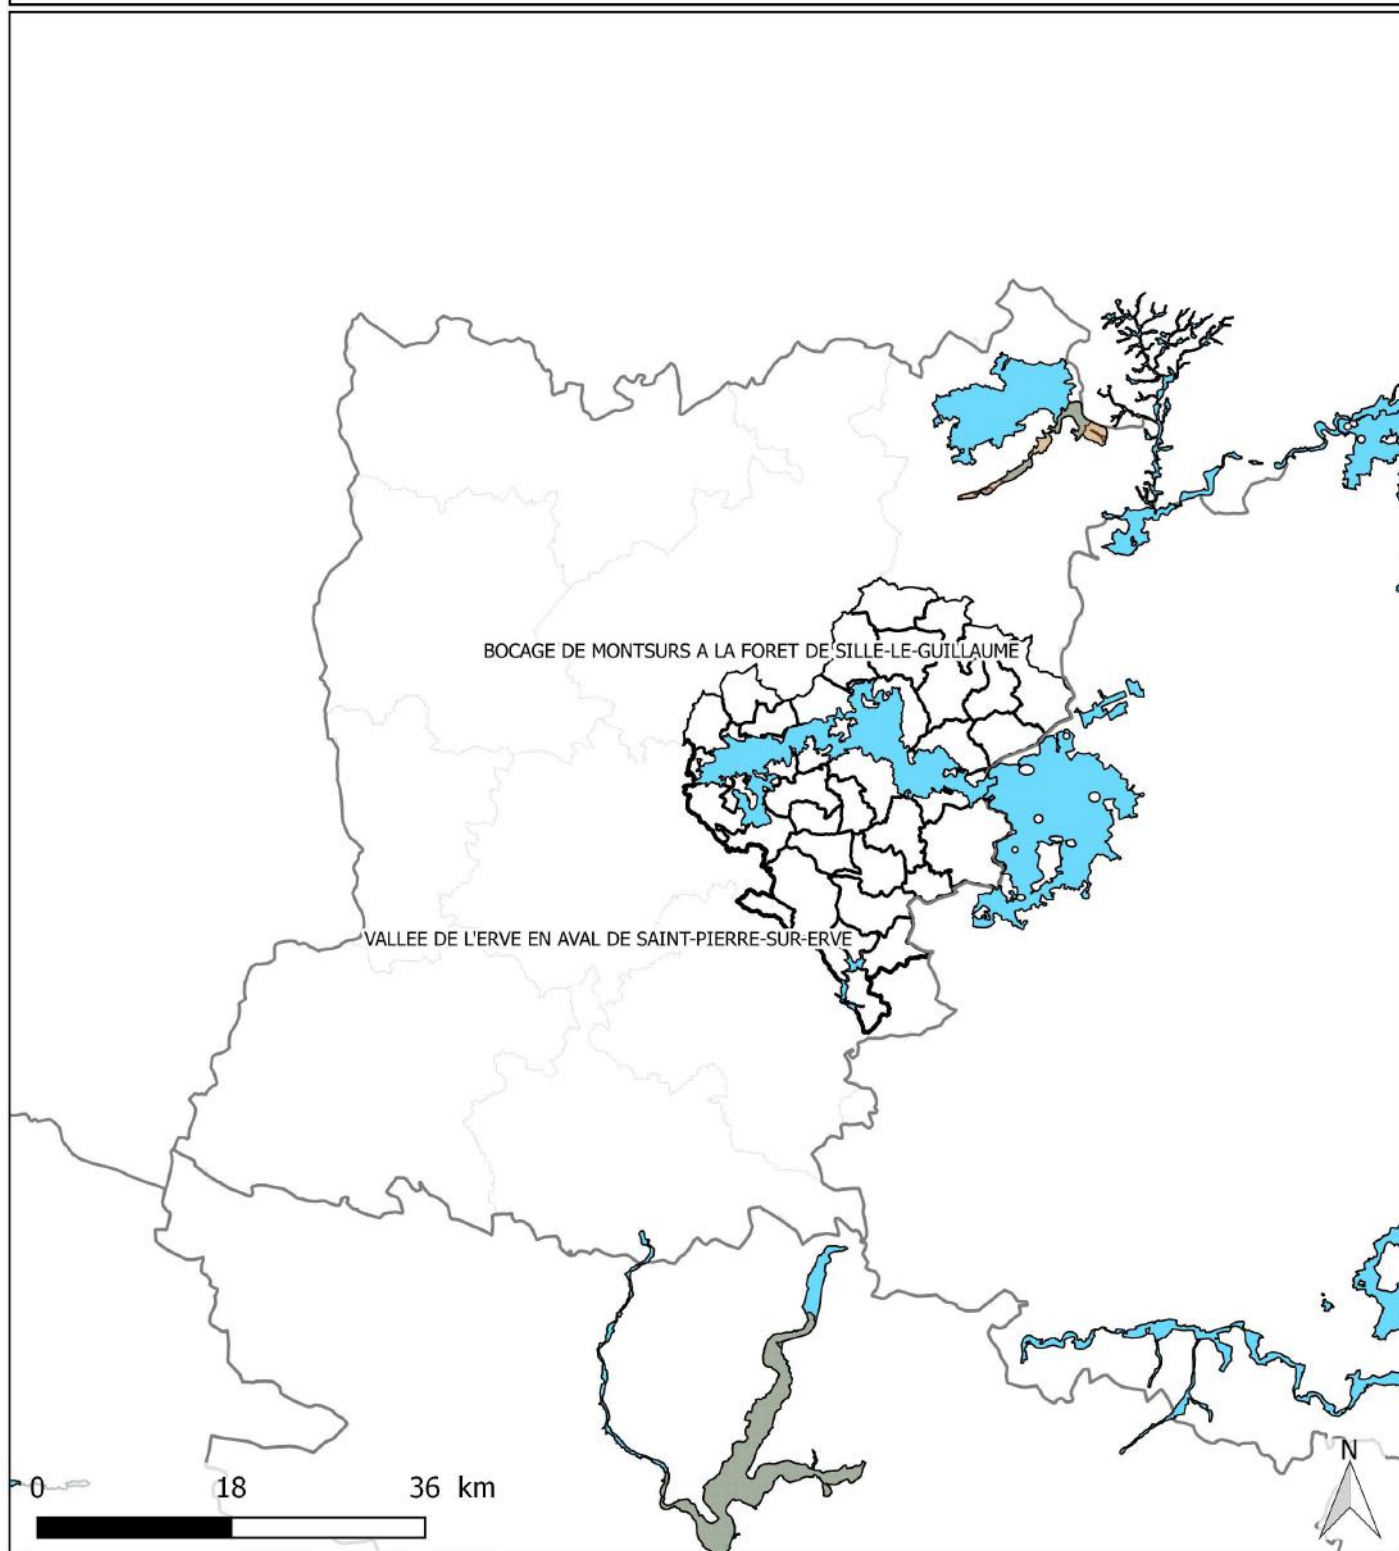 BOCAGE DE MONTSURS A LA FORET DE SILLE-LE-GUILLAUME
VALLEE DE L'ERVE EN AVAL DE SAINT-PIERRE-SUR-ERVE
N
0 18 36 km